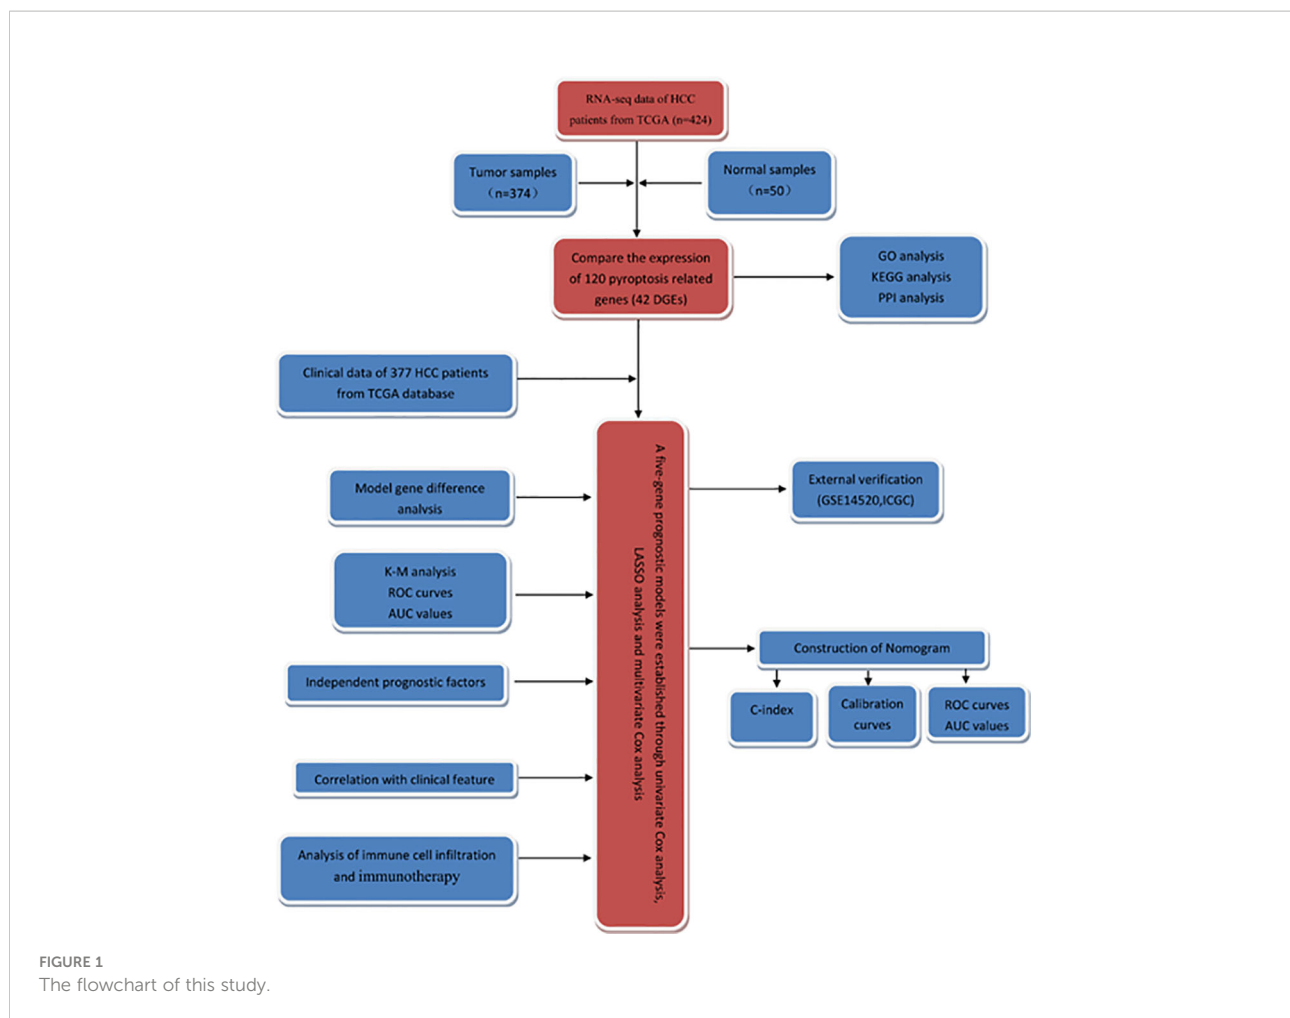 RNA-seq data of HCC
patients from TCGA (n=424)
Tumor samples
（n=374）
Normal samples
（n=50）
Compare the expression
of 120 pyroptosis related
genes (42 DGEs)
GO analysis
KEGG analysis
PPI analysis
Clinical data of 377 HCC patients
from TCGA database
A five-gene prognostic models were established through univariate Cox analysis,
LASSO analysis and multivariate Cox analysis
Model gene difference
analysis
K-M analysis
ROC curves
AUC values
Independent prognostic factors
Correlation with clinical feature
Analysis of immune cell infiltration
and immunotherapy
External verification
(GSE14520,ICGC)
Construction of Nomogram
C-index
Calibration
curves
ROC curves
AUC values
FIGURE 1
The flowchart of this study.